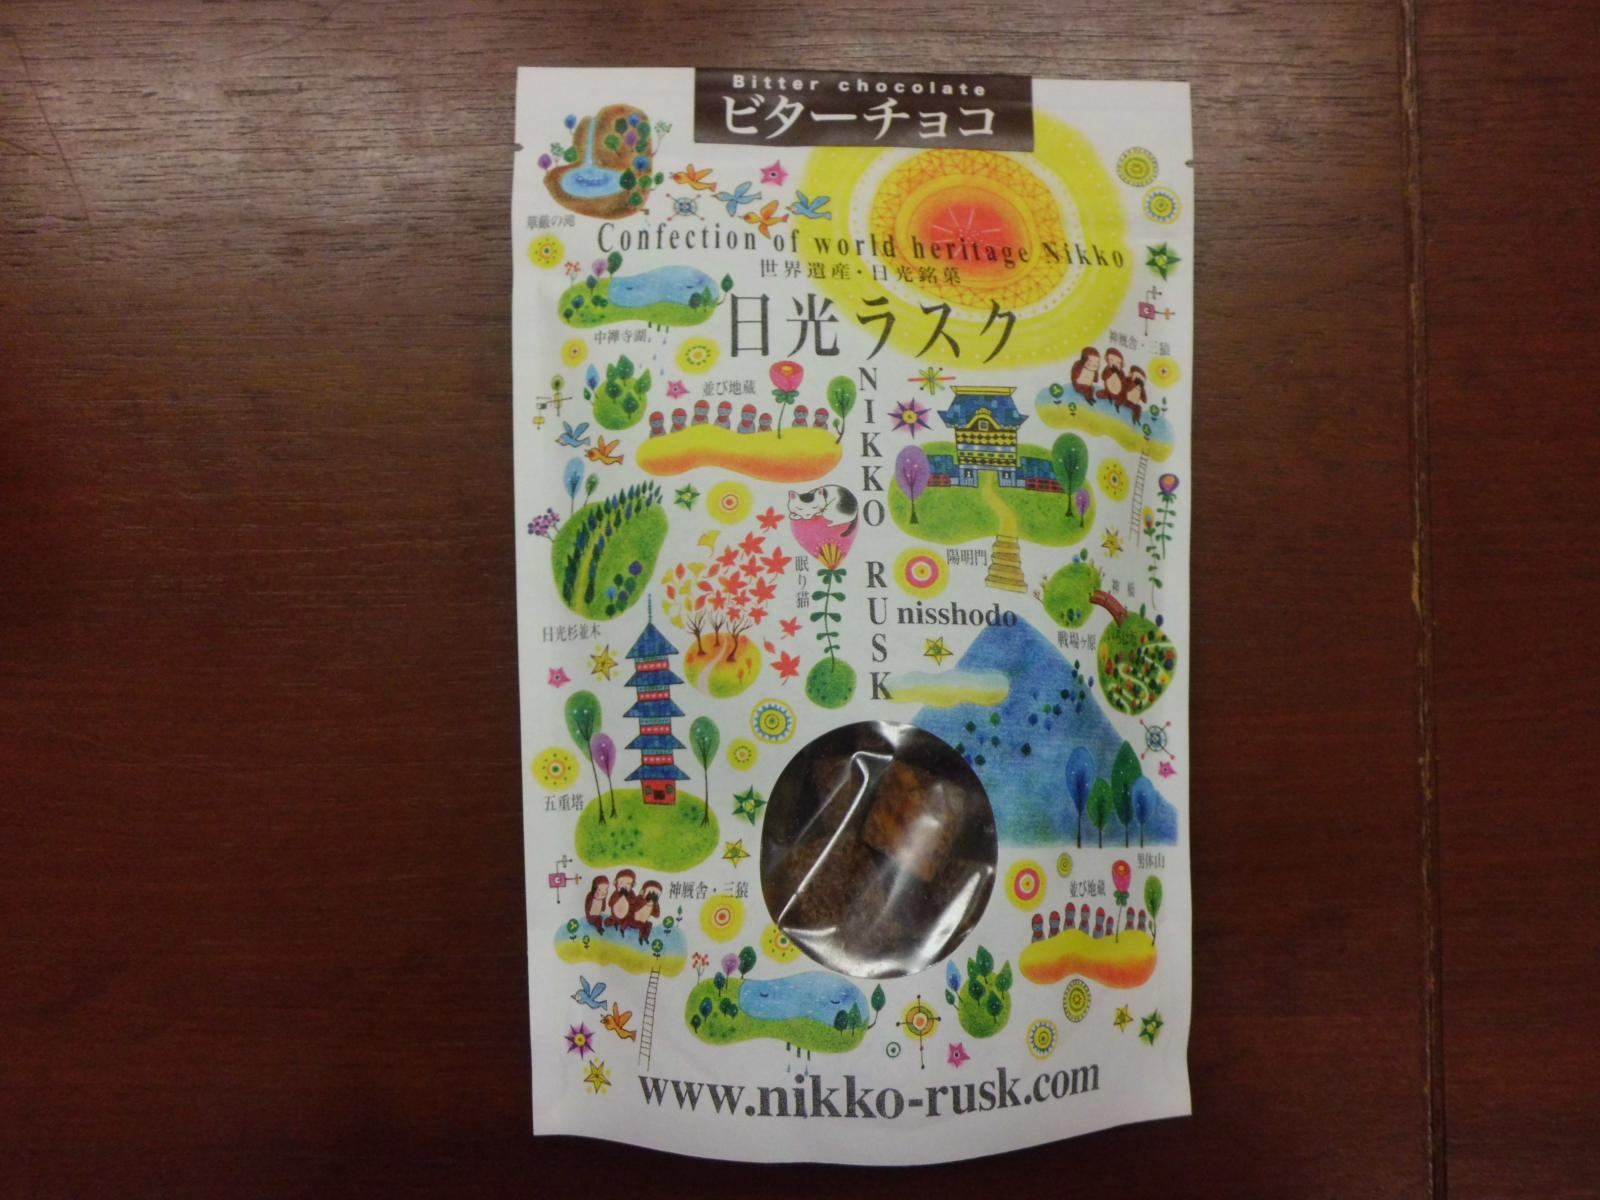 Bitter chocolate
ビターチョコ
華厳の滝
Confection of world heritage Nikko
世界遺産・日光銘菓
日光ラスク
中禅寺湖
神厩舎・三猿
並び地蔵
NIKKO RUSK
眠り猫
陽明門
nisshodo
神橋
戦場ヶ原
日光杉並木
五重塔
男体山
神厩舎・三猿
並び地蔵
www.nikko-rusk.com